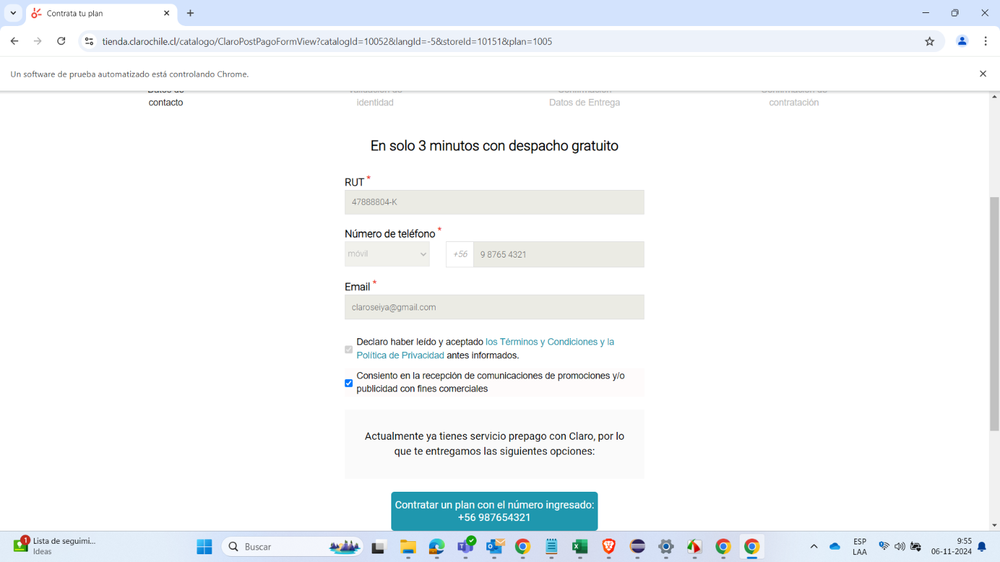 Contrata tu plan
tienda.clarochile.cl/catalogo/ClaroPostPagoFormView?catalogId=10052&langId=-5&storeId=10151&plan=1005
Un software de prueba automatizado está controlando Chrome.
Datos de
contacto
Validación de
identidad
Confirmación
Datos de Entrega
Confirmación de
contratación
En solo 3 minutos con despacho gratuito
RUT *
47888804-K
Número de teléfono *
móvil
+56
9 8765 4321
Email *
claroseiya@gmail.com
Declaro haber leído y aceptado los Términos y Condiciones y la
Política de Privacidad antes informados.
Consiento en la recepción de comunicaciones de promociones y/o
publicidad con fines comerciales
Actualmente ya tienes servicio prepago con Claro, por lo
que te entregamos las siguientes opciones:
Contratar un plan con el número ingresado:
+56 987654321
1
Lista de seguimi...
Ideas
Buscar
ESP
LAA
9:55
06-11-2024